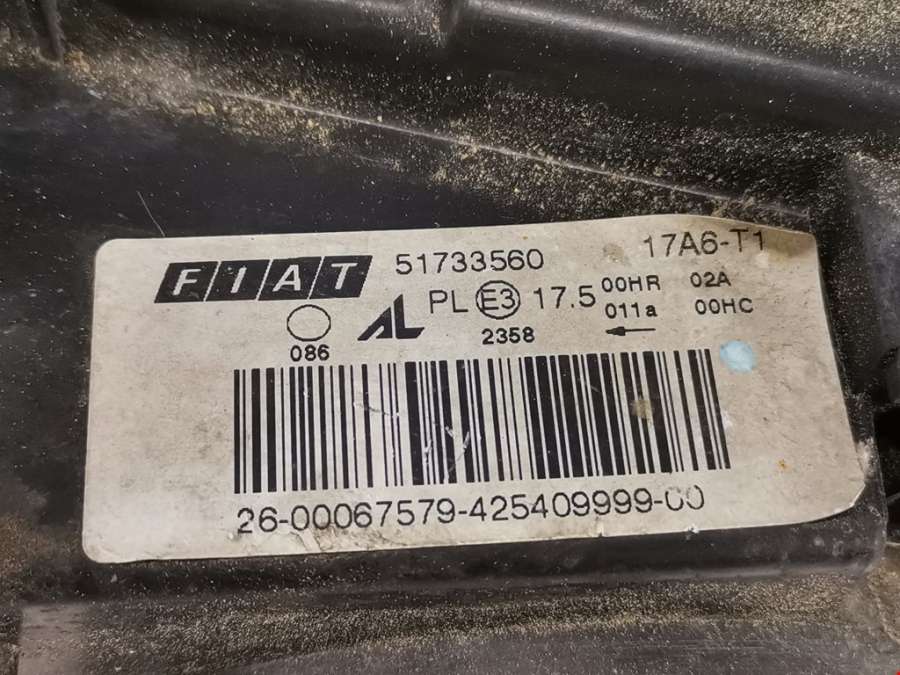 FIAT 51733560 17A6-T1
AL PL E3 17.5 00HR 02A
011a 00HC
086 2358
26-00067579-425409999-00